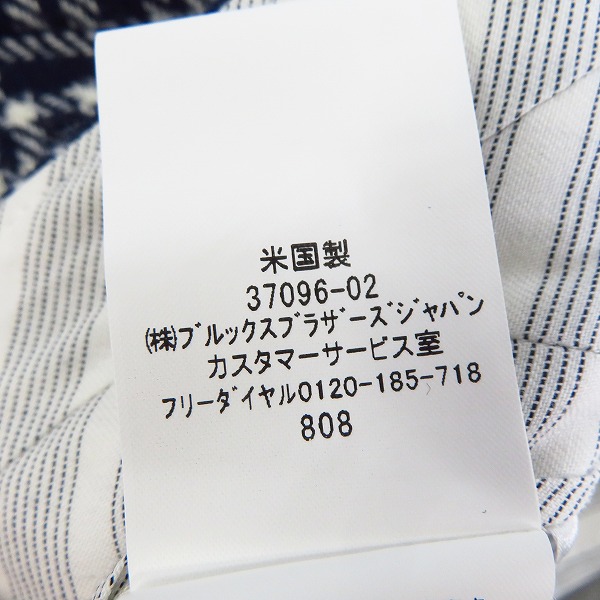 米国製
37096-02
(株)ブルックスブラザーズジャパン
カスタマーサービス室
フリーダイヤル0120-185-718
808